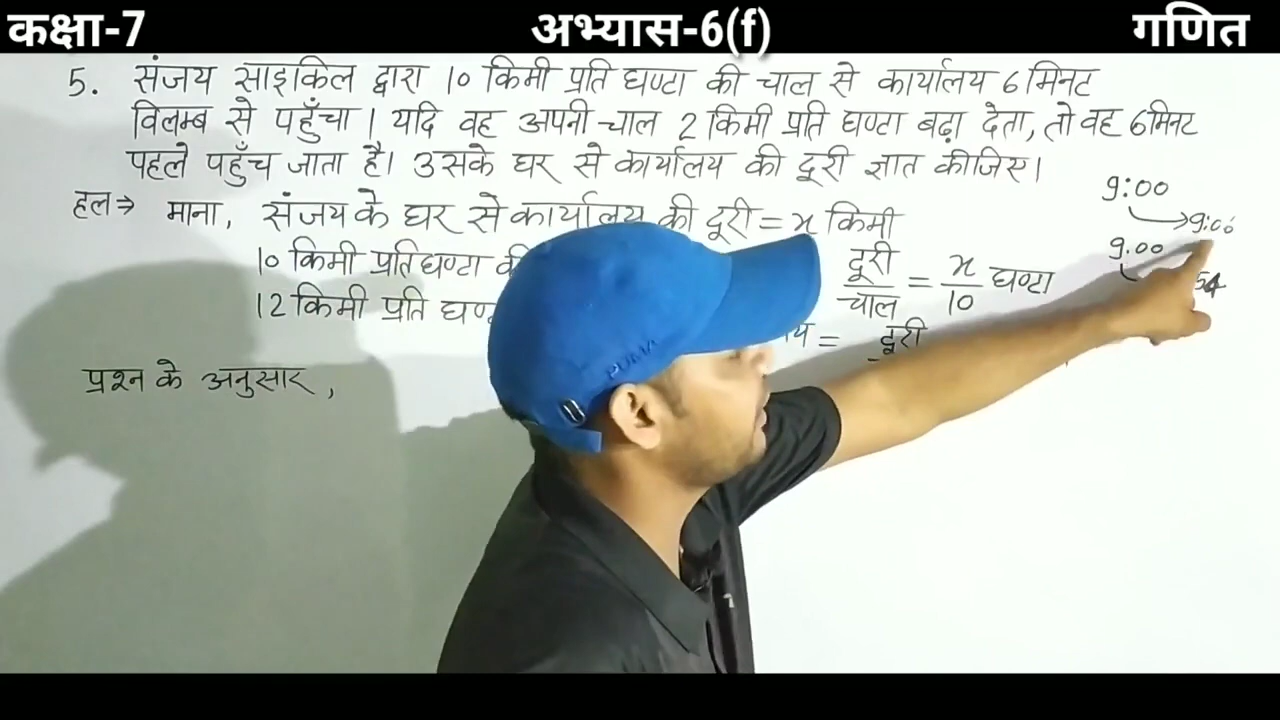 कक्षा-7 अभ्यास-6(f) गणित
5. संजय साइकिल द्वारा 10 किमी प्रति घण्टा की चाल से कार्यालय 6 मिनट
विलम्ब से पहुँचा। यदि वह अपनी चाल 2 किमी प्रति घण्टा बढ़ा देता, तो वह 6 मिनट
पहले पहुँच जाता है। उसके घर से कार्यालय की दूरी ज्ञात कीजिए।
9:00
हल⇒ माना, संजय के घर से कार्यालय की दूरी = x किमी
9:00
10 किमी प्रति घण्टा की दूरी/चाल = x/10 घण्टा
12 किमी प्रति घण्टा = दूरी
54
प्रश्न के अनुसार,
PUMA